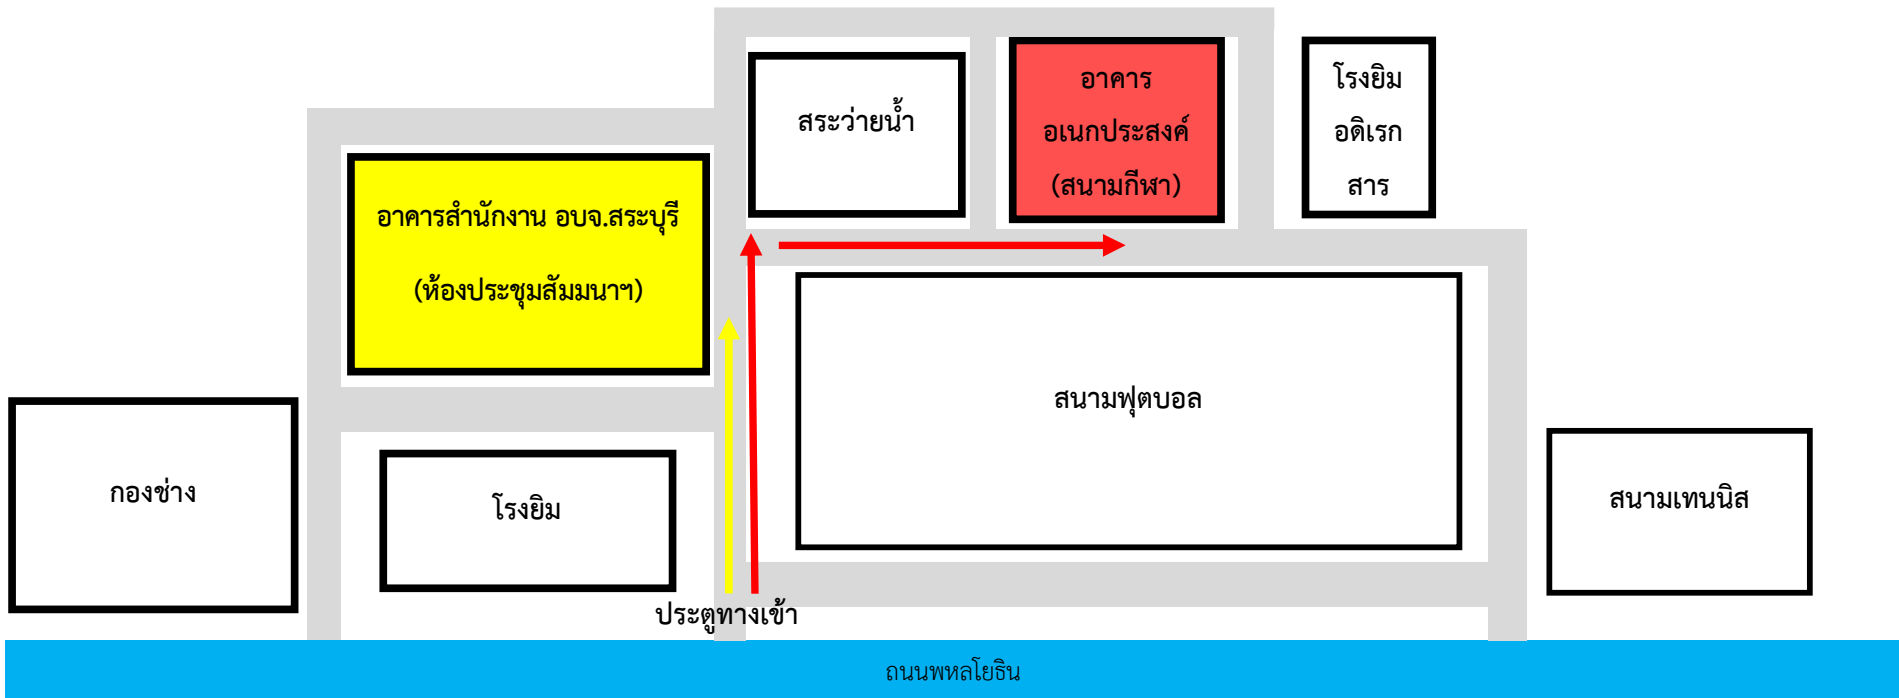 สระว่ายน้ำ
อาคาร
อเนกประสงค์
(สนามกีฬา)
โรงยิม
อดิเรก
สาร
อาคารสำนักงาน อบจ.สระบุรี
(ห้องประชุมสัมมนาฯ)
สนามฟุตบอล
กองช่าง
โรงยิม
สนามเทนนิส
ประตูทางเข้า
ถนนพหลโยธิน